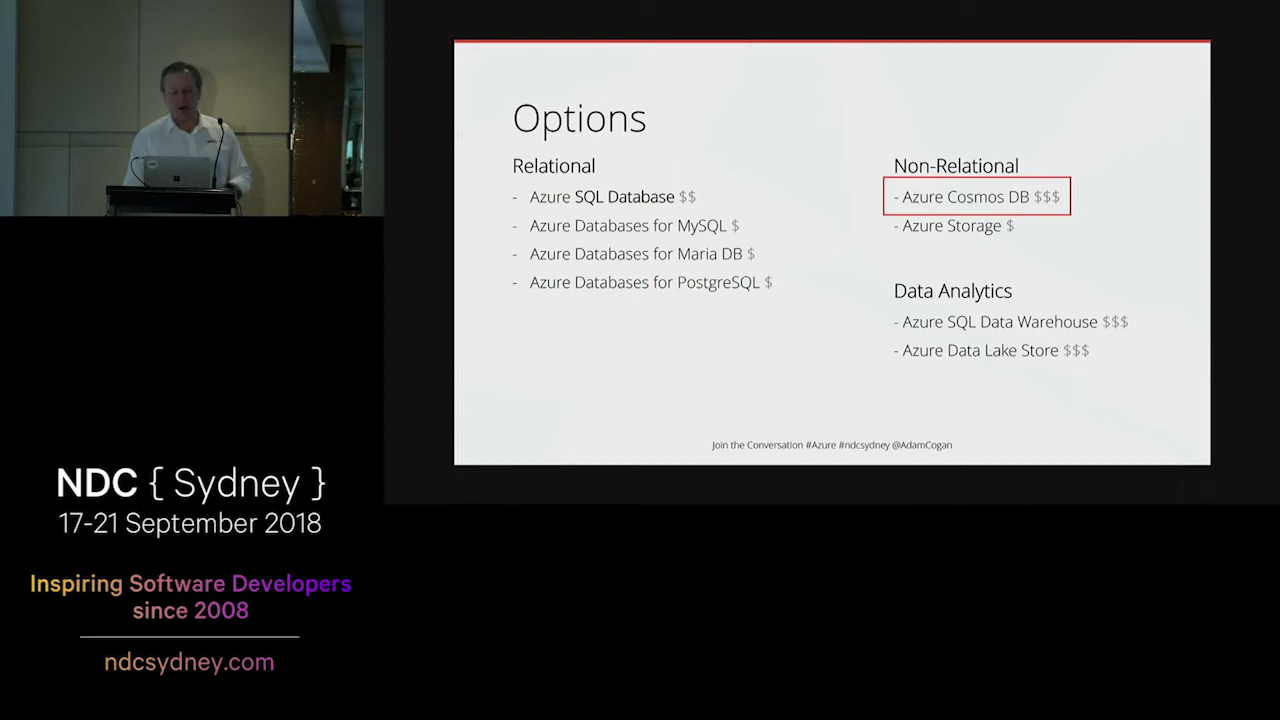 Options
Relational
- Azure SQL Database $$
- Azure Databases for MySQL $
- Azure Databases for Maria DB $
- Azure Databases for PostgreSQL $
Non-Relational
- Azure Cosmos DB $$$
- Azure Storage $
Data Analytics
- Azure SQL Data Warehouse $$$
- Azure Data Lake Store $$$
Join the Conversation #Azure #ndcsydney @AdamCogan
NDC { Sydney }
17-21 September 2018
Inspiring Software Developers
since 2008
ndcsydney.com